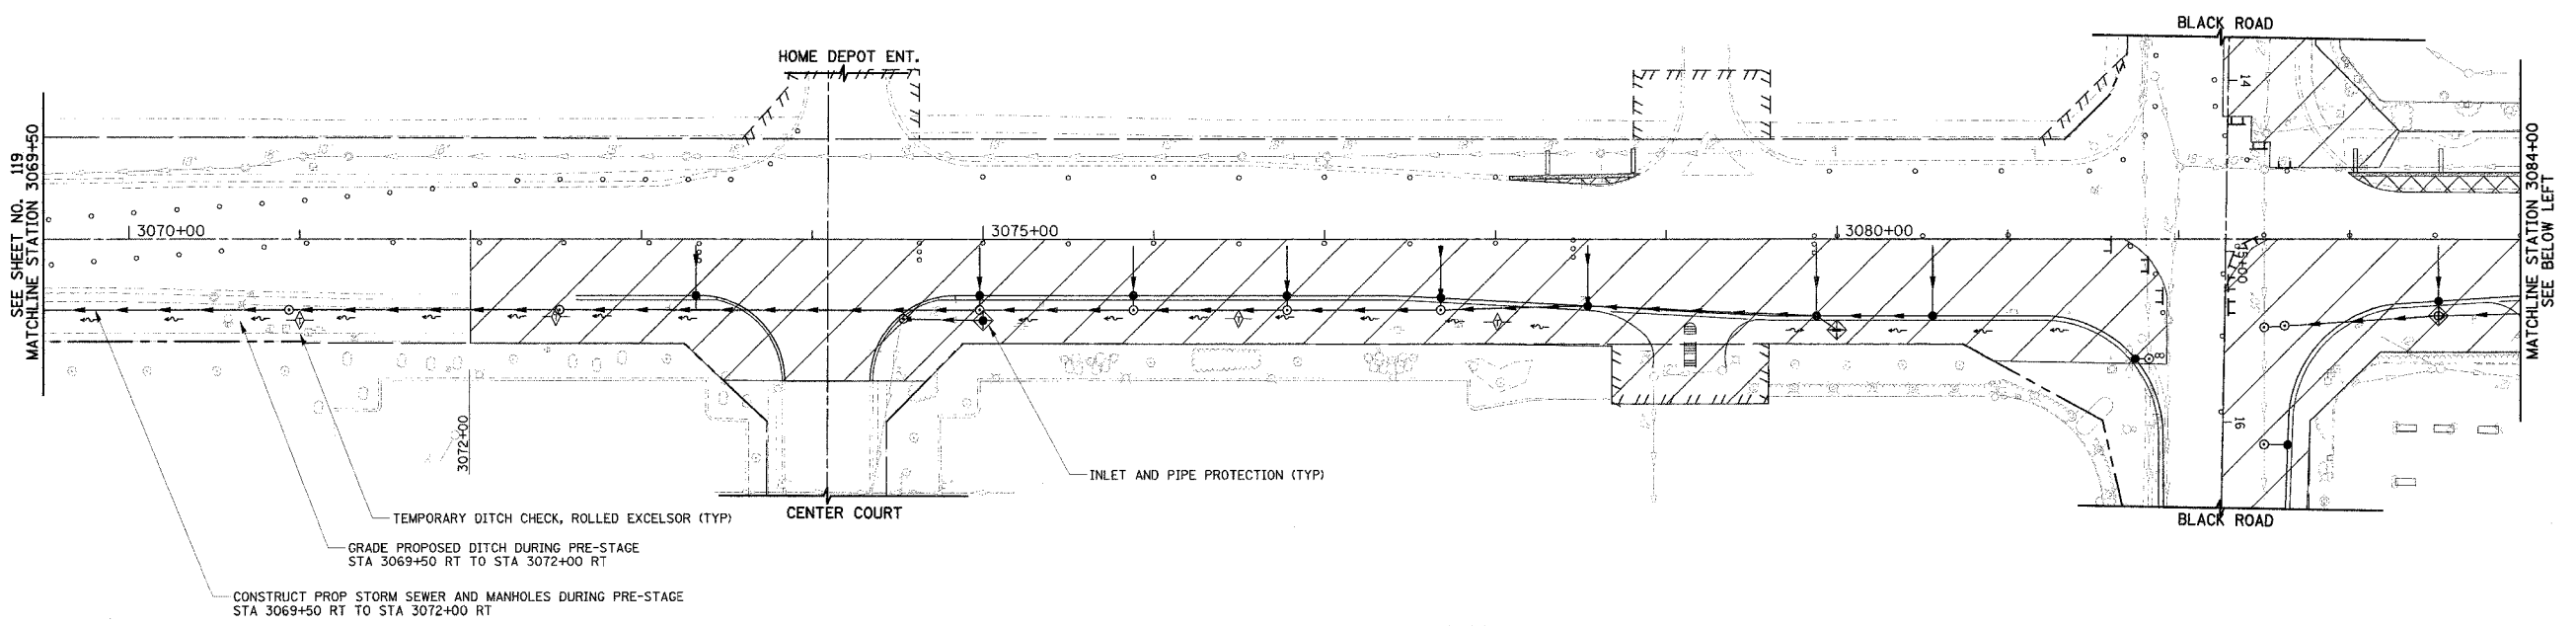 BLACK ROAD
HOME DEPOT ENT.
SEE SHEET NO. 119
MATCHLINE STATION 3069+50
14
MATCHLINE STATION 3084+00
SEE BELOW LEFT
3070+00
3075+00
3080+00
15+00
16
3072+00
INLET AND PIPE PROTECTION (TYP)
CENTER COURT
BLACK ROAD
TEMPORARY DITCH CHECK, ROLLED EXCELSOR (TYP)
GRADE PROPOSED DITCH DURING PRE-STAGE
STA 3069+50 RT TO STA 3072+00 RT
CONSTRUCT PROP STORM SEWER AND MANHOLES DURING PRE-STAGE
STA 3069+50 RT TO STA 3072+00 RT